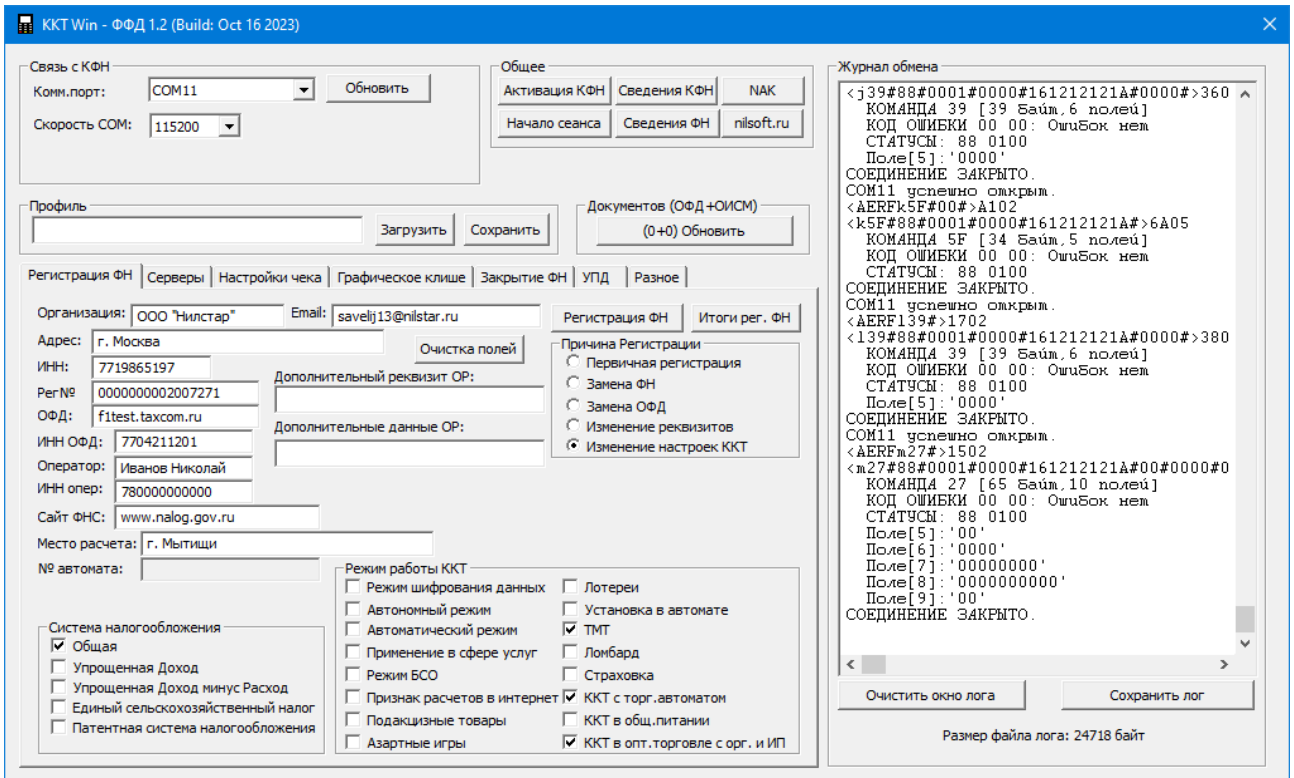 ККТ Win - ФФД 1.2 (Build: Oct 16 2023)
Связь с КФН
Комм.порт:
COM11
Обновить
Скорость COM:
115200
Общее
Активация КФН
Сведения КФН
NAK
Начало сеанса
Сведения ФН
nilsoft.ru
Профиль
Загрузить
Сохранить
Документов (ОФД+ОИСМ)
(0+0) Обновить
Регистрация ФН
Серверы
Настройки чека
Графическое клише
Закрытие ФН
УПД
Разное
Организация:
ООО "Нилстар"
Email:
savelij13@nilstar.ru
Регистрация ФН
Итоги рег. ФН
Адрес:
г. Москва
Очистка полей
ИНН:
7719865197
Рег№
0000000002007271
ОФД:
f1test.taxcom.ru
ИНН ОФД:
7704211201
Оператор:
Иванов Николай
ИНН опер:
780000000000
Сайт ФНС:
www.nalog.gov.ru
Место расчета:
г. Мытищи
№ автомата:
Дополнительный реквизит ОР:
Дополнительные данные ОР:
Причина Регистрации
Первичная регистрация
Замена ФН
Замена ОФД
Изменение реквизитов
Изменение настроек ККТ
Система налогообложения
Общая
Упрощенная Доход
Упрощенная Доход минус Расход
Единый сельскохозяйственный налог
Патентная система налогообложения
Режим работы ККТ
Режим шифрования данных
Автономный режим
Автоматический режим
Применение в сфере услуг
Режим БСО
Признак расчетов в интернет
Подакцизные товары
Азартные игры
Лотереи
Установка в автомате
ТМТ
Ломбард
Страховка
ККТ с торг.автоматом
ККТ в общ.питании
ККТ в опт.торговле с орг. и ИП
Журнал обмена
<j39#88#0001#0000#161212121A#0000#>360
КОМАНДА 39 [39 байт,6 полей]
КОД ОШИБКИ 00 00: Ошибок нет
СТАТУСЫ: 88 0100
Поле[5]:'0000'
СОЕДИНЕНИЕ ЗАКРЫТО.
COM11 успешно открыт.
<AERFk5F#00#>A102
<k5F#88#0001#0000#161212121A#>6A05
КОМАНДА 5F [34 байт,5 полей]
КОД ОШИБКИ 00 00: Ошибок нет
СТАТУСЫ: 88 0100
СОЕДИНЕНИЕ ЗАКРЫТО.
COM11 успешно открыт.
<AERFl39#>1702
<l39#88#0001#0000#161212121A#0000#>380
КОМАНДА 39 [39 байт,6 полей]
КОД ОШИБКИ 00 00: Ошибок нет
СТАТУСЫ: 88 0100
Поле[5]:'0000'
СОЕДИНЕНИЕ ЗАКРЫТО.
COM11 успешно открыт.
<AERFm27#>1502
<m27#88#0001#0000#161212121A#00#0000#0
КОМАНДА 27 [65 байт,10 полей]
КОД ОШИБКИ 00 00: Ошибок нет
СТАТУСЫ: 88 0100
Поле[5]:'00'
Поле[6]:'0000'
Поле[7]:'00000000'
Поле[8]:'0000000000'
Поле[9]:'00'
СОЕДИНЕНИЕ ЗАКРЫТО.
Очистить окно лога
Сохранить лог
Размер файла лога: 24718 байт